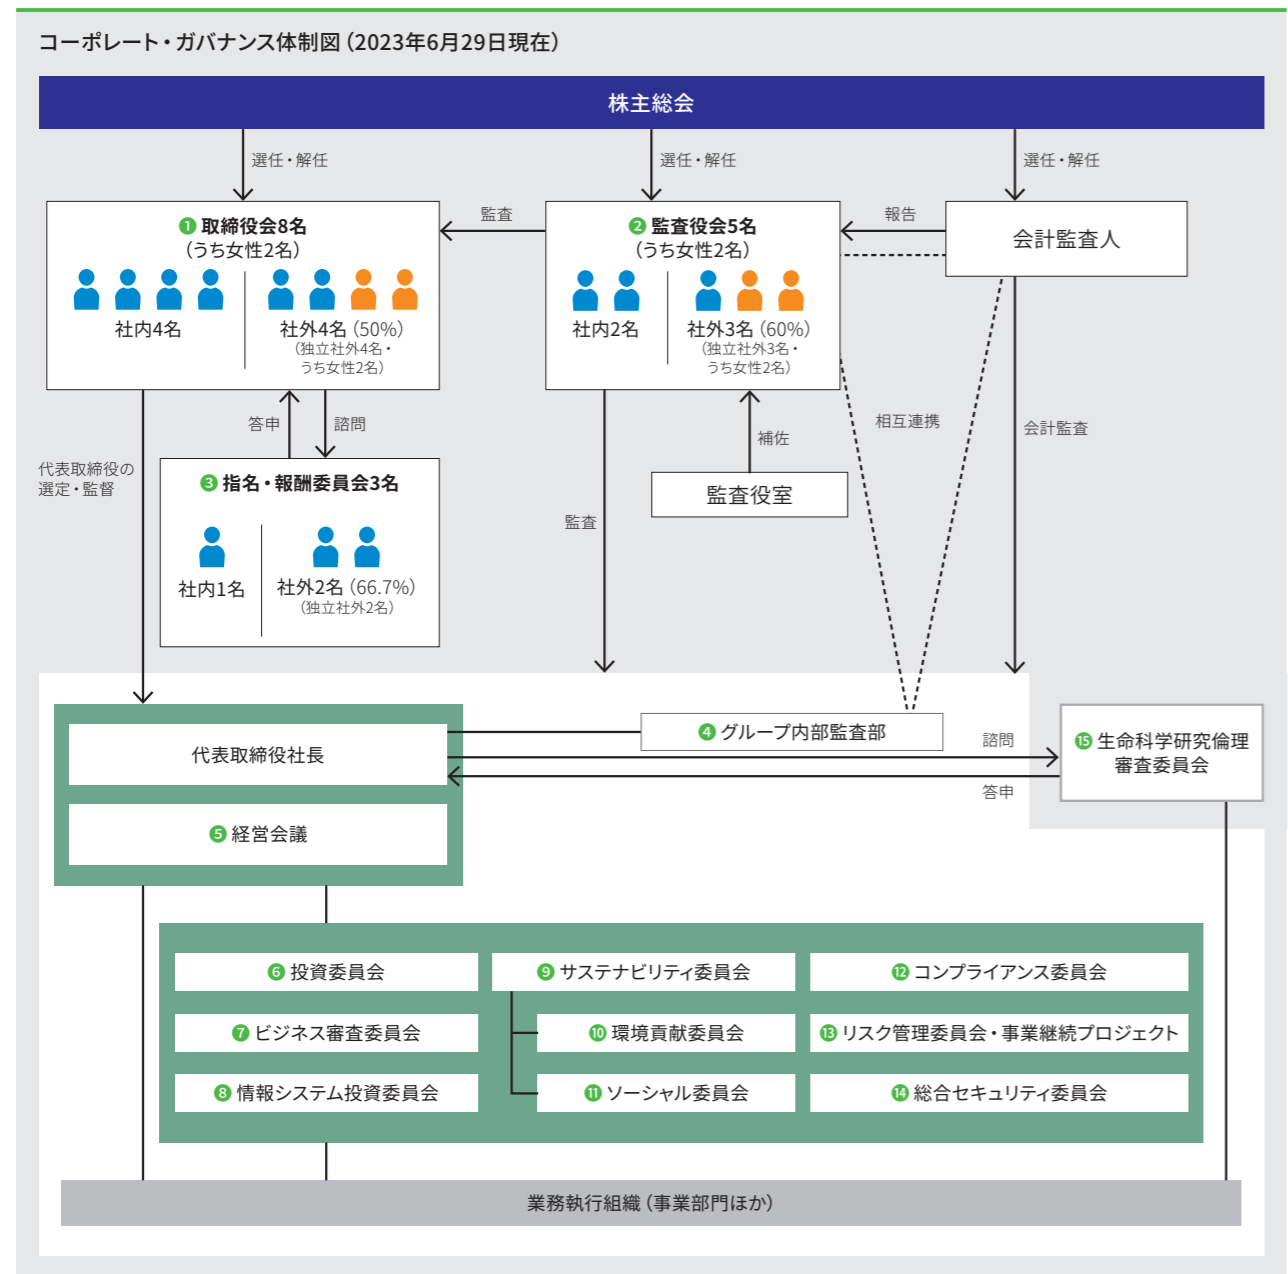 コーポレート・ガバナンス体制図（2023年6月29日現在）
株主総会
選任・解任
選任・解任
選任・解任
❶ 取締役会8名
（うち女性2名）
社内4名
社外4名（50%）
（独立社外4名・
うち女性2名）
監査
❷ 監査役会5名
（うち女性2名）
社内2名
社外3名（60%）
（独立社外3名・
うち女性2名）
報告
会計監査人
答申
諮問
補佐
相互連携
会計監査
代表取締役の
選定・監督
❸ 指名・報酬委員会3名
社内1名
社外2名（66.7%）
（独立社外2名）
監査役室
監査
代表取締役社長
❹ グループ内部監査部
諮問
答申
⓯ 生命科学研究倫理
審査委員会
❺ 経営会議
❻ 投資委員会
❼ ビジネス審査委員会
❽ 情報システム投資委員会
❾ サステナビリティ委員会
❿ 環境貢献委員会
⓫ ソーシャル委員会
⓬ コンプライアンス委員会
⓭ リスク管理委員会・事業継続プロジェクト
⓮ 総合セキュリティ委員会
業務執行組織（事業部門ほか）